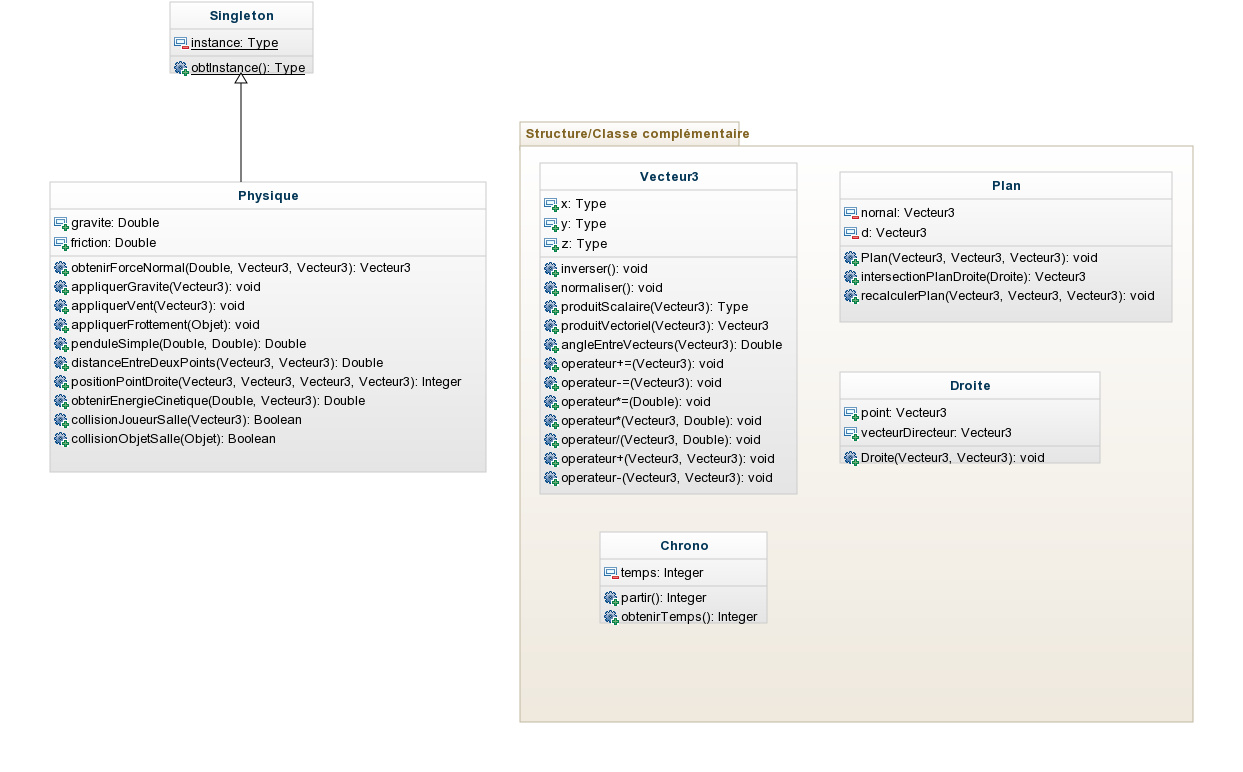 Singleton
instance: Type
obtInstance(): Type
Physique
gravite: Double
friction: Double
obtenirForceNormal(Double, Vecteur3, Vecteur3): Vecteur3
appliquerGravite(Vecteur3): void
appliquerVent(Vecteur3): void
appliquerFrottement(Objet): void
penduleSimple(Double, Double): Double
distanceEntreDeuxPoints(Vecteur3, Vecteur3): Double
positionPointDroite(Vecteur3, Vecteur3, Vecteur3, Vecteur3): Integer
obtenirEnergieCinetique(Double, Vecteur3): Double
collisionJoueurSalle(Vecteur3): Boolean
collisionObjetSalle(Objet): Boolean
Structure/Classe complémentaire
Vecteur3
x: Type
y: Type
z: Type
inverser(): void
normaliser(): void
produitScalaire(Vecteur3): Type
produitVectoriel(Vecteur3): Vecteur3
angleEntreVecteurs(Vecteur3): Double
operateur+=(Vecteur3): void
operateur-=(Vecteur3): void
operateur*=(Double): void
operateur*(Vecteur3, Double): void
operateur/(Vecteur3, Double): void
operateur+(Vecteur3, Vecteur3): void
operateur-(Vecteur3, Vecteur3): void
Plan
nornal: Vecteur3
d: Vecteur3
Plan(Vecteur3, Vecteur3, Vecteur3): void
intersectionPlanDroite(Droite): Vecteur3
recalculerPlan(Vecteur3, Vecteur3, Vecteur3): void
Droite
point: Vecteur3
vecteurDirecteur: Vecteur3
Droite(Vecteur3, Vecteur3): void
Chrono
temps: Integer
partir(): Integer
obtenirTemps(): Integer